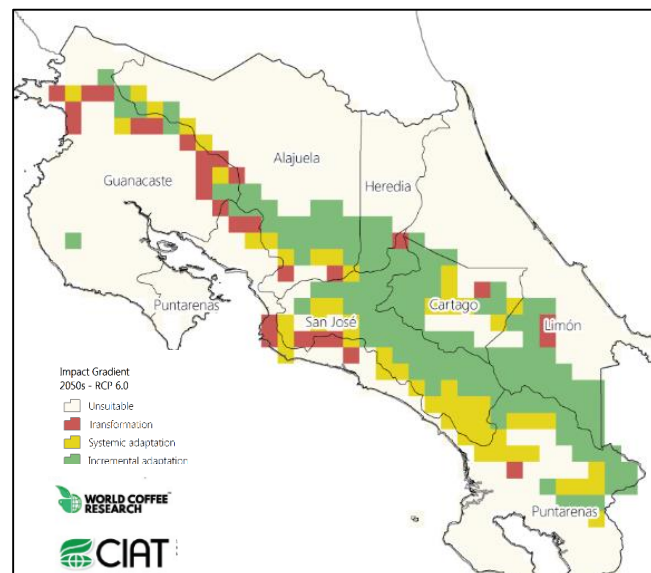 Alajuela
Heredia
Guanacaste
Puntarenas
San José
Cartago
Limón
Puntarenas
Impact Gradient
2050s - RCP 6.0
Unsuitable
Transformation
Systemic adaptation
Incremental adaptation
WORLD COFFEE
RESEARCH
CIAT